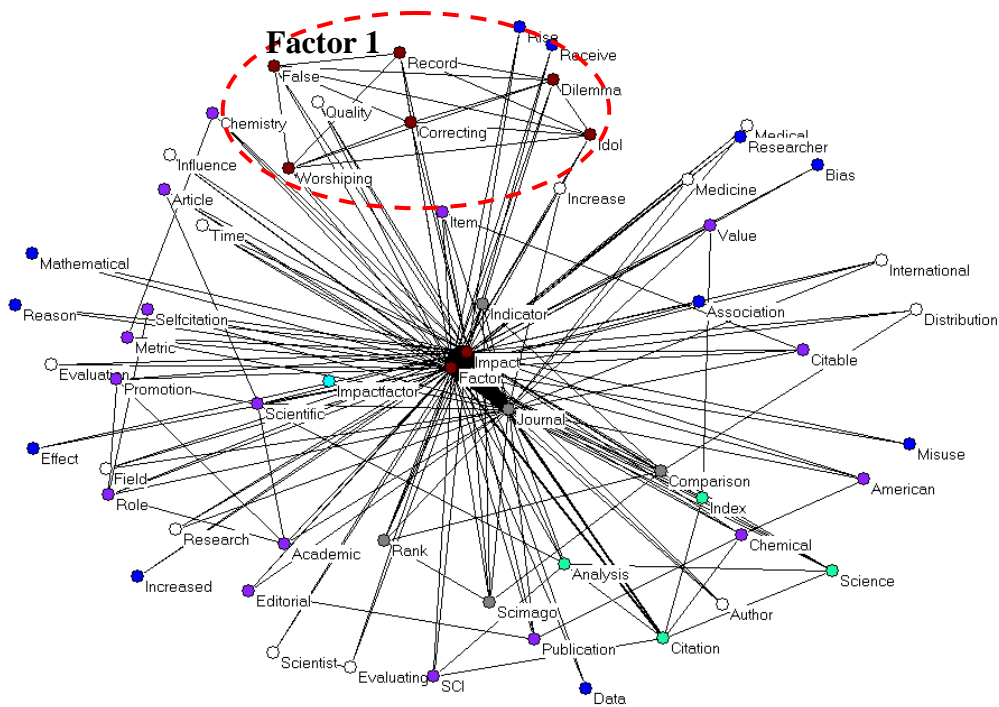 Rise
Factor 1
Receive
Record
False
Dilemma
Quality
Chemistry
Correcting
Medical
Idol
Researcher
Influence
Bias
Worshiping
Medicine
Increase
Article
Item
Time
Value
Mathematical
International
Reason
Association
Indicator
Distribution
Selfcitation
Metric
Citable
Impact
Evaluation
Factor
Promotion
Impactfactor
Scientific
Journal
Misuse
Effect
Field
Comparison
American
Role
Index
Research
Chemical
Academic
Rank
Analysis
Science
Increased
Editorial
Scimago
Author
Publication
Citation
Scientist
Evaluating
SCI
Data